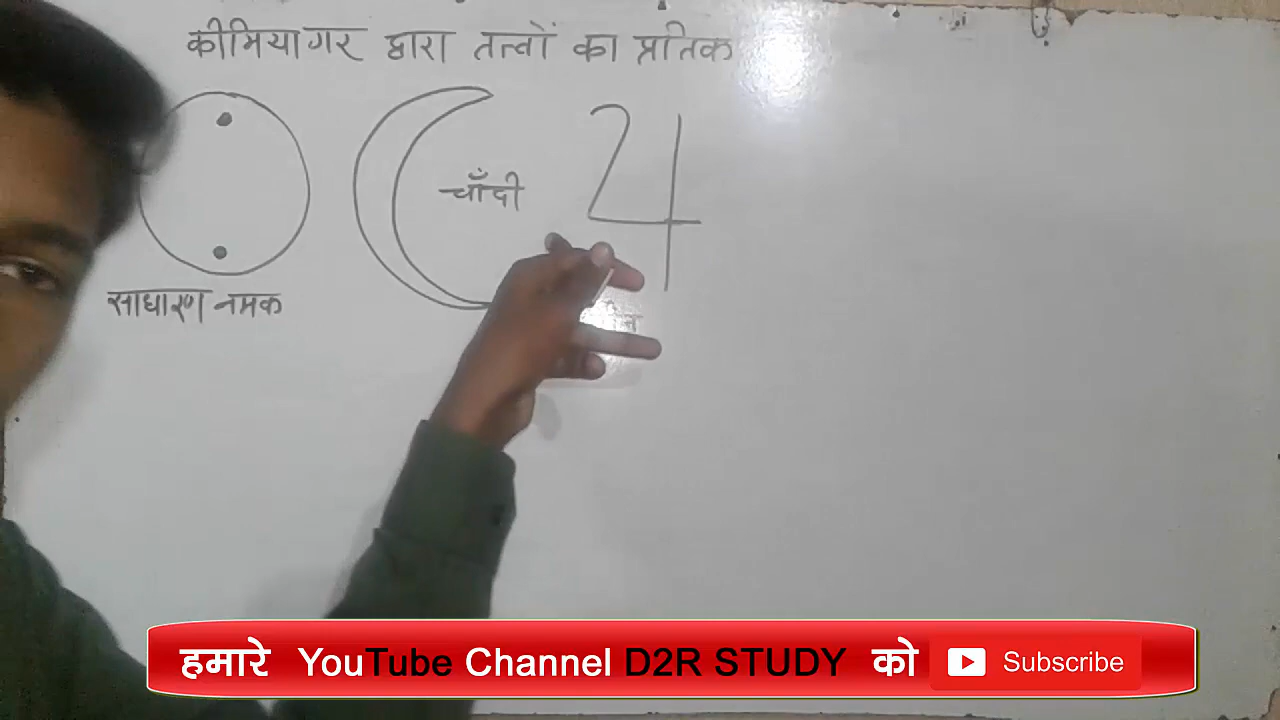 कीमियागर द्वारा तत्वों का प्रतिक
चाँदी
साधारण नमक
हमारे YouTube Channel D2R STUDY को Subscribe